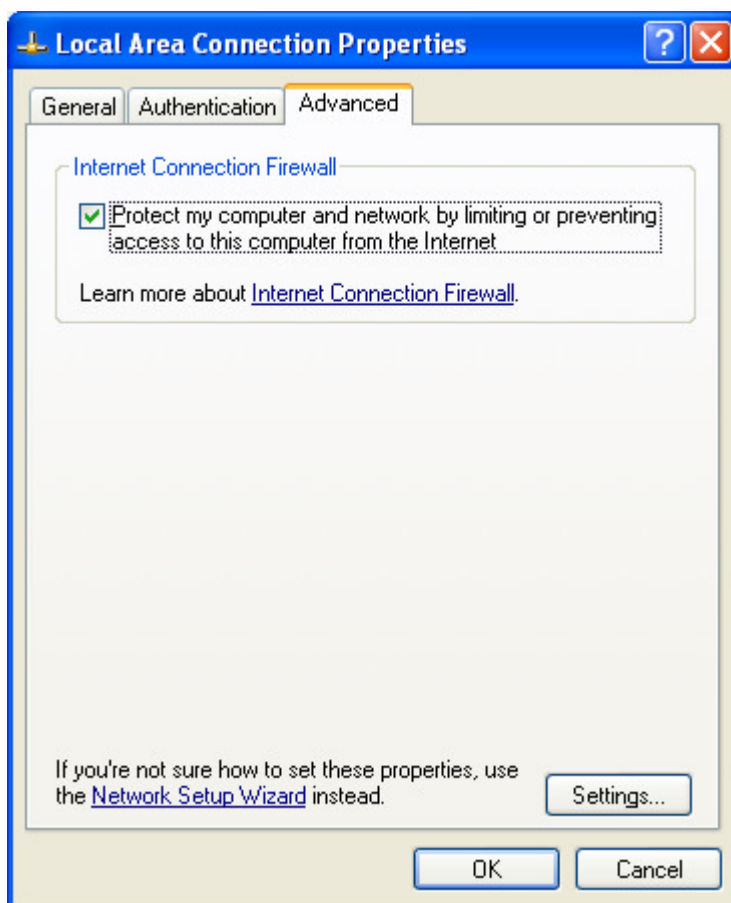 Local Area Connection Properties
General Authentication Advanced
Internet Connection Firewall
Protect my computer and network by limiting or preventing
access to this computer from the Internet
Learn more about Internet Connection Firewall.
If you're not sure how to set these properties, use
the Network Setup Wizard instead.
Settings...
OK Cancel